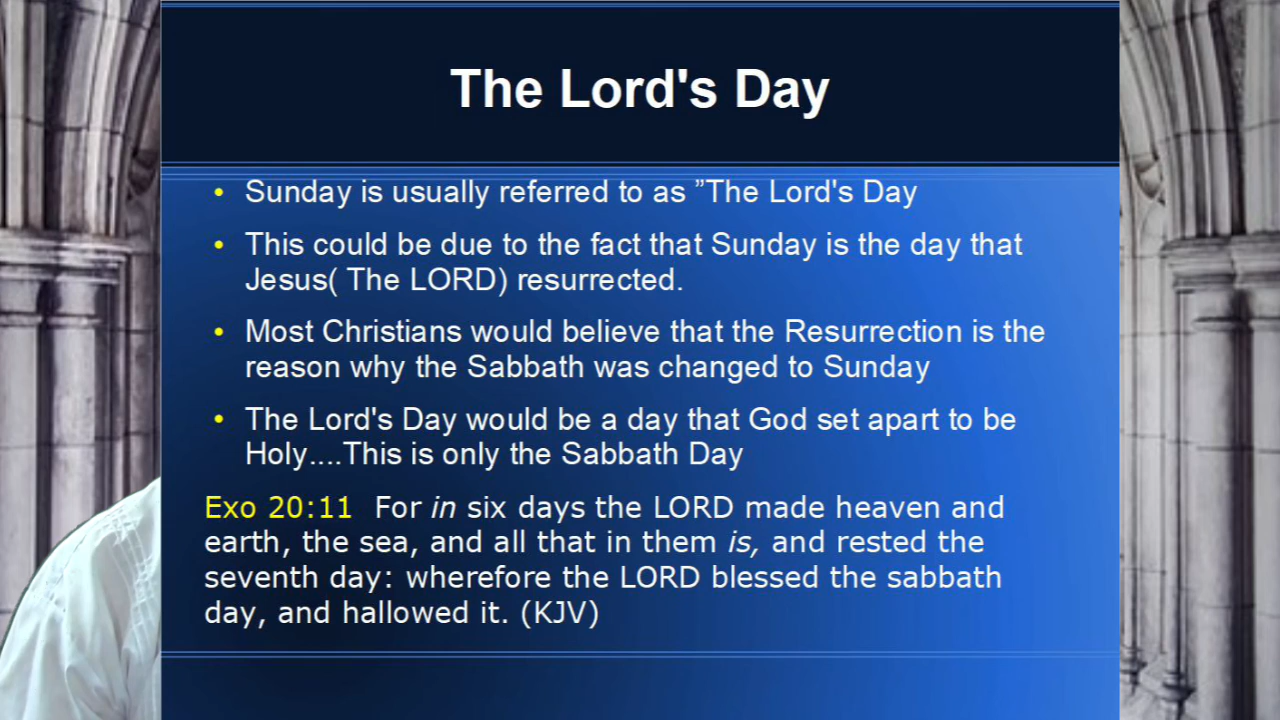 The Lord's Day
• Sunday is usually referred to as ”The Lord's Day
• This could be due to the fact that Sunday is the day that
Jesus( The LORD) resurrected.
• Most Christians would believe that the Resurrection is the
reason why the Sabbath was changed to Sunday
• The Lord's Day would be a day that God set apart to be
Holy....This is only the Sabbath Day
Exo 20:11 For in six days the LORD made heaven and
earth, the sea, and all that in them is, and rested the
seventh day: wherefore the LORD blessed the sabbath
day, and hallowed it. (KJV)